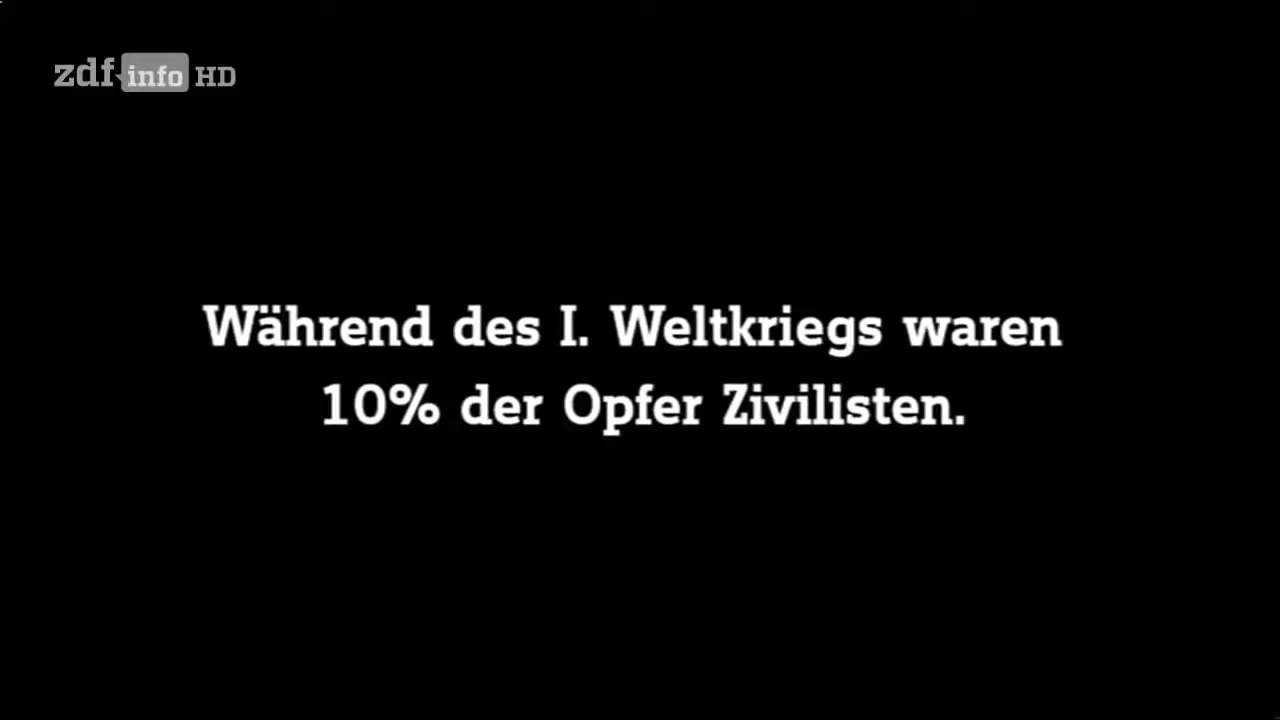 zdf info HD
Während des I. Weltkriegs waren
10% der Opfer Zivilisten.